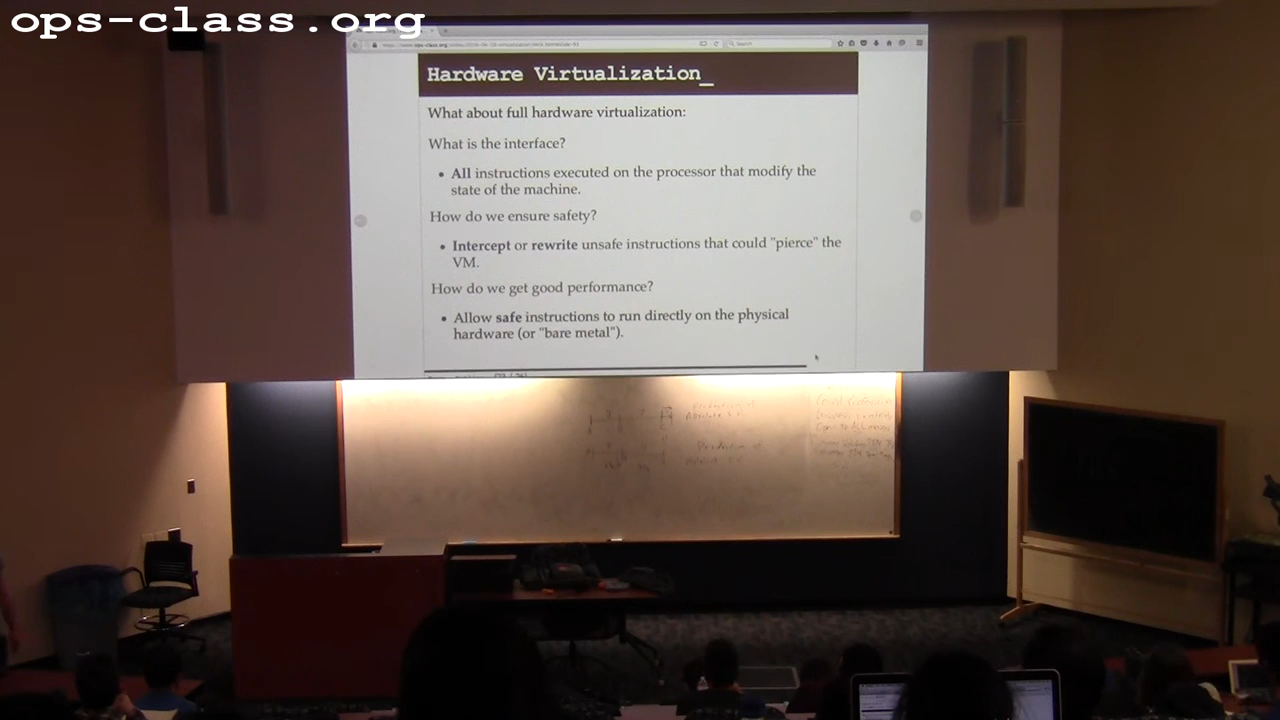 ops-class.org
Hardware Virtualization_
What about full hardware virtualization:
What is the interface?
• All instructions executed on the processor that modify the
state of the machine.
How do we ensure safety?
• Intercept or rewrite unsafe instructions that could "pierce" the
VM.
How do we get good performance?
• Allow safe instructions to run directly on the physical
hardware (or "bare metal").